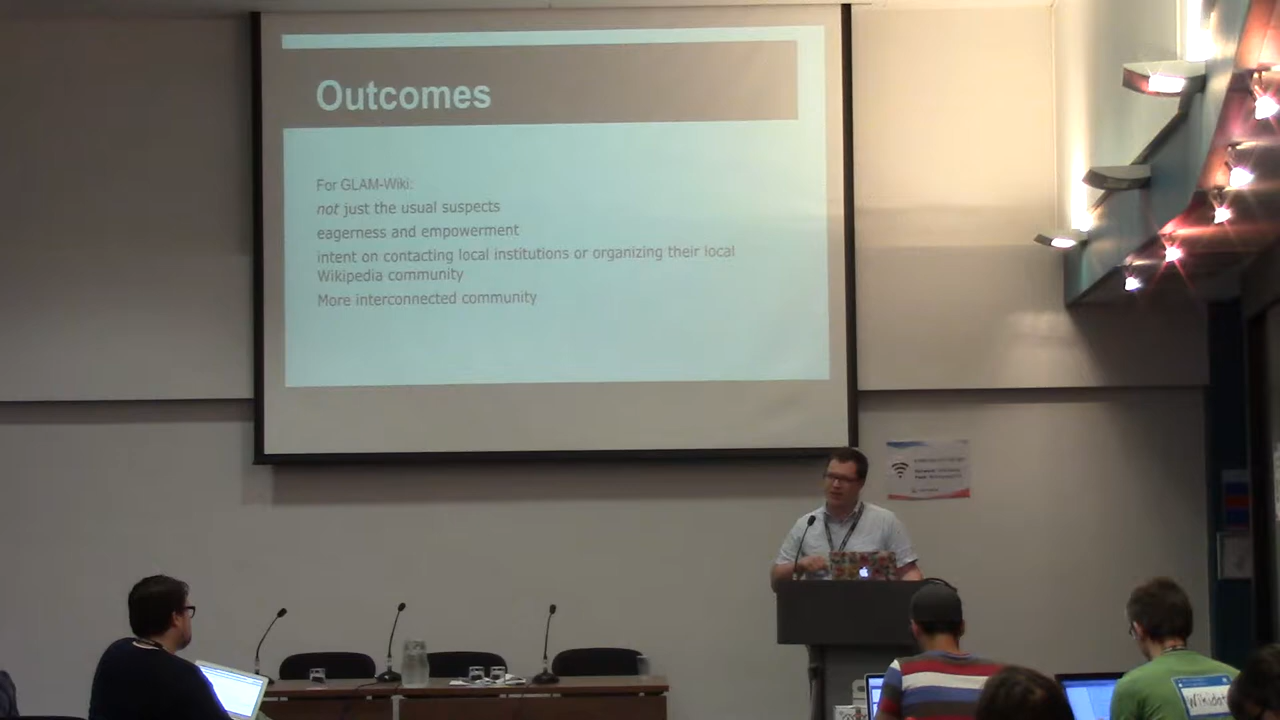 Outcomes
For GLAM-Wiki:
not just the usual suspects
eagerness and empowerment
intent on contacting local institutions or organizing their local
Wikipedia community
More interconnected community